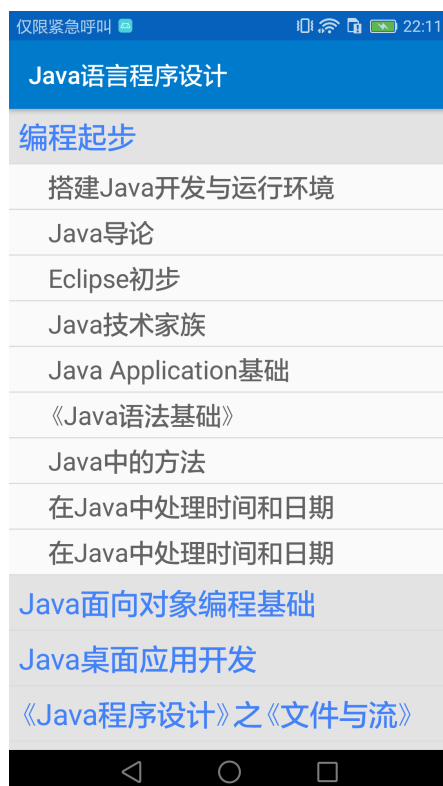 仅限紧急呼叫 22:11
Java语言程序设计
编程起步
搭建Java开发与运行环境
Java导论
Eclipse初步
Java技术家族
Java Application基础
《Java语法基础》
Java中的方法
在Java中处理时间和日期
在Java中处理时间和日期
Java面向对象编程基础
Java桌面应用开发
《Java程序设计》之《文件与流》